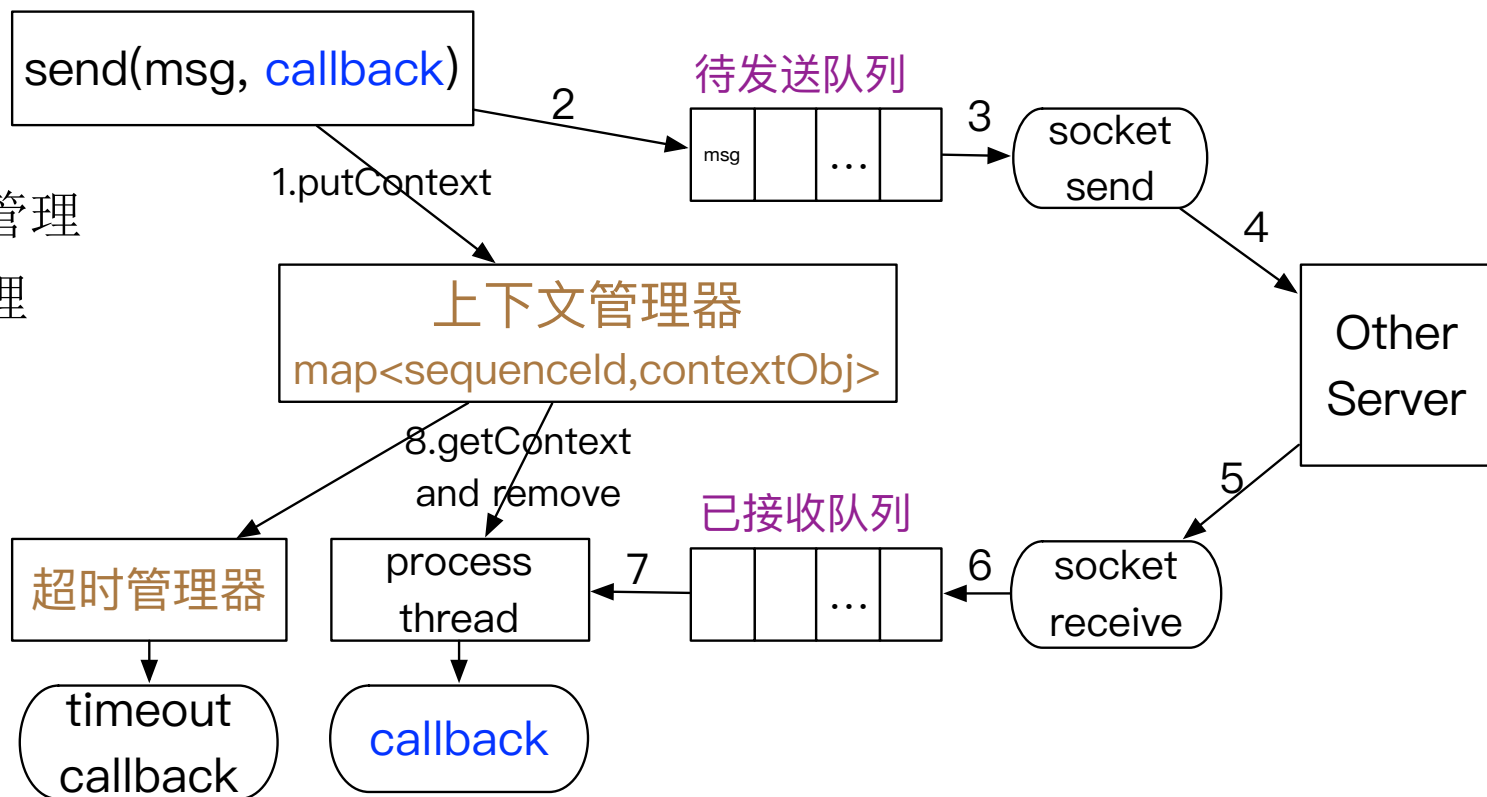 send(msg, callback)
2
待发送队列
msg
...
3
socket
send
1.putContext
管理
理
4
上下文管理器
map<sequenceId,contextObj>
Other
Server
8.getContext
and remove
5
已接收队列
超时管理器
process
thread
7
...
6
socket
receive
timeout
callback
callback